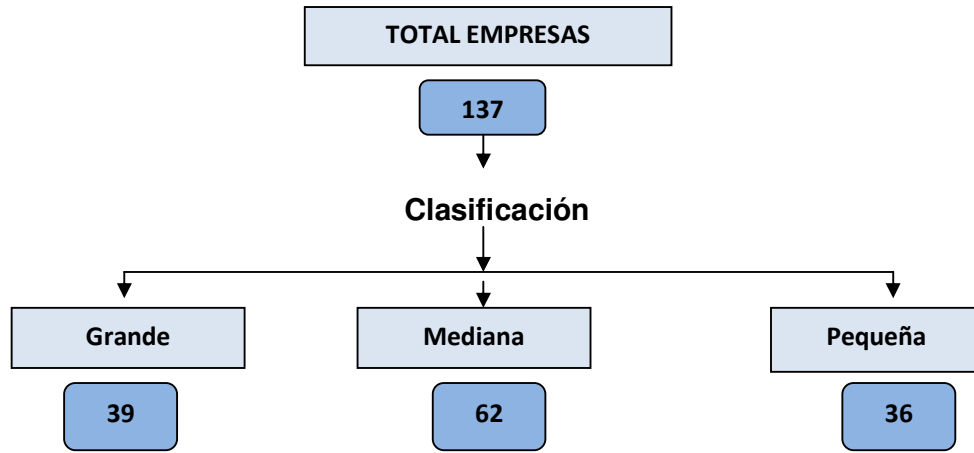 TOTAL EMPRESAS
137
Clasificación
Grande
Mediana
Pequeña
39
62
36